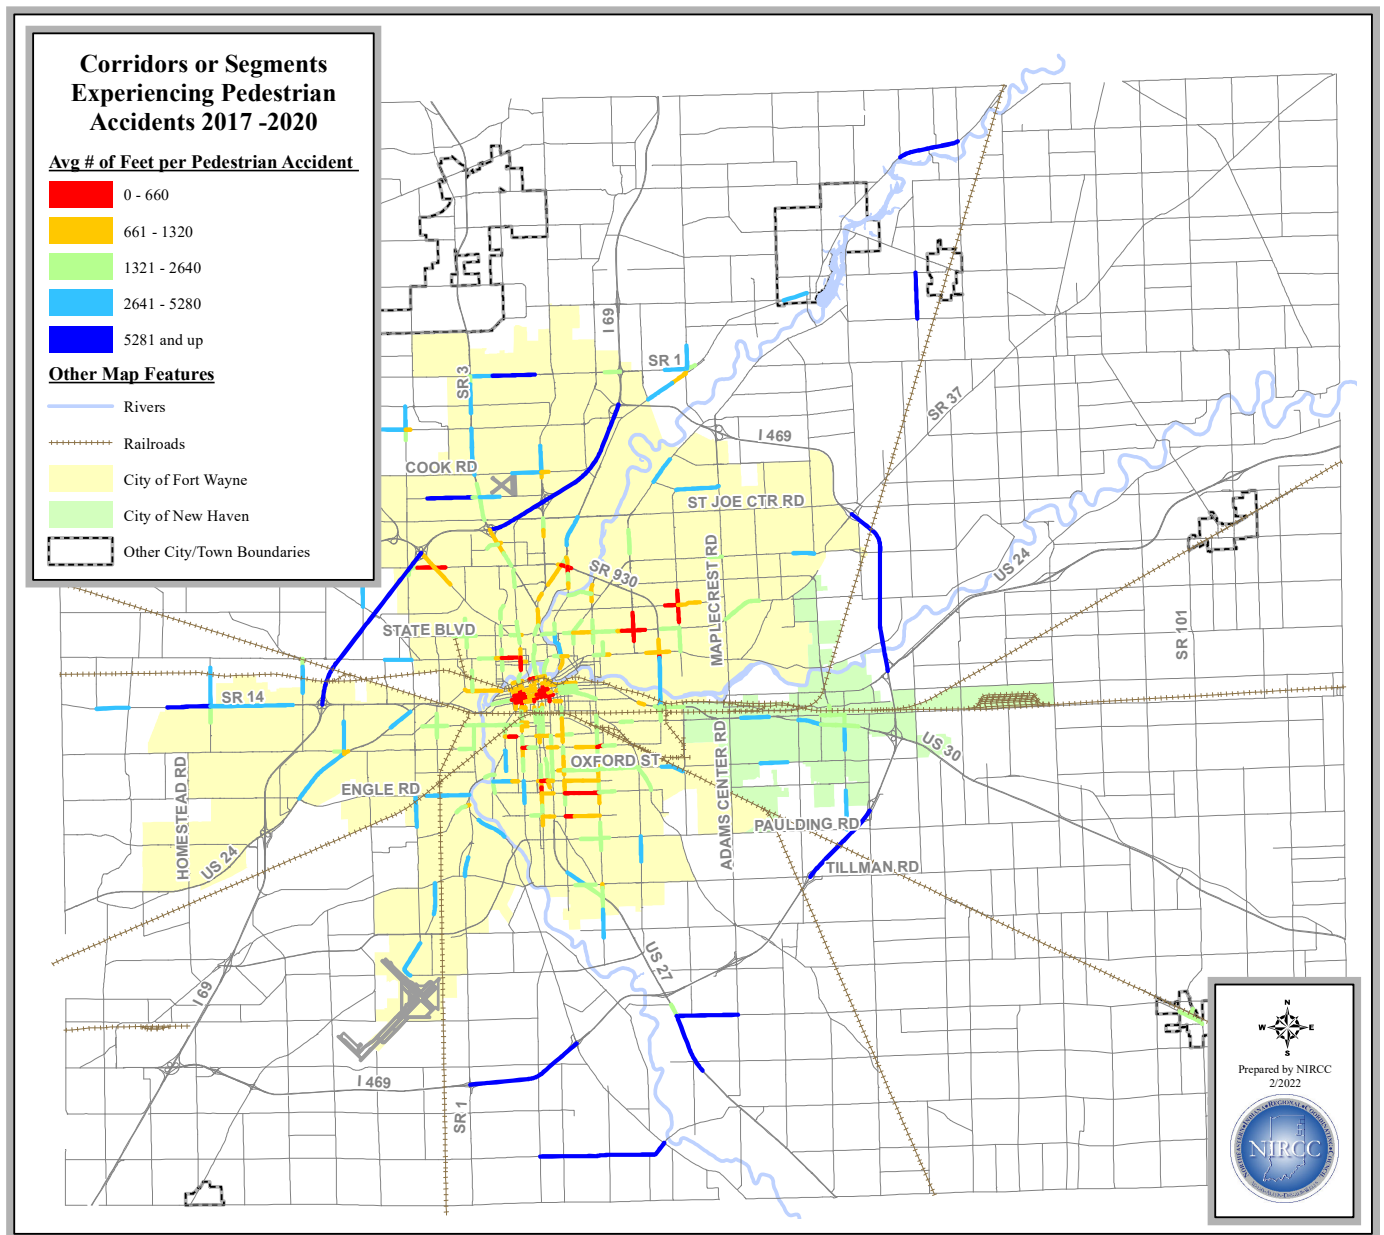 Corridors or Segments
Experiencing Pedestrian
Accidents 2017 -2020
Avg # of Feet per Pedestrian Accident
0 - 660
661 - 1320
1321 - 2640
2641 - 5280
5281 and up
Other Map Features
Rivers
Railroads
City of Fort Wayne
City of New Haven
Other City/Town Boundaries
I 69
SR 1
SR 3
SR 37
I 469
COOK RD
ST JOE CTR RD
SR 930
MAPLECREST RD
US 24
SR 101
STATE BLVD
SR 14
US 30
OXFORD ST
ADAMS CENTER RD
ENGLE RD
HOMESTEAD RD
PAULDING RD
US 24
TILLMAN RD
US 27
I 69
I 469
SR 1
N
W
E
S
Prepared by NIRCC
2/2022
NIRCC